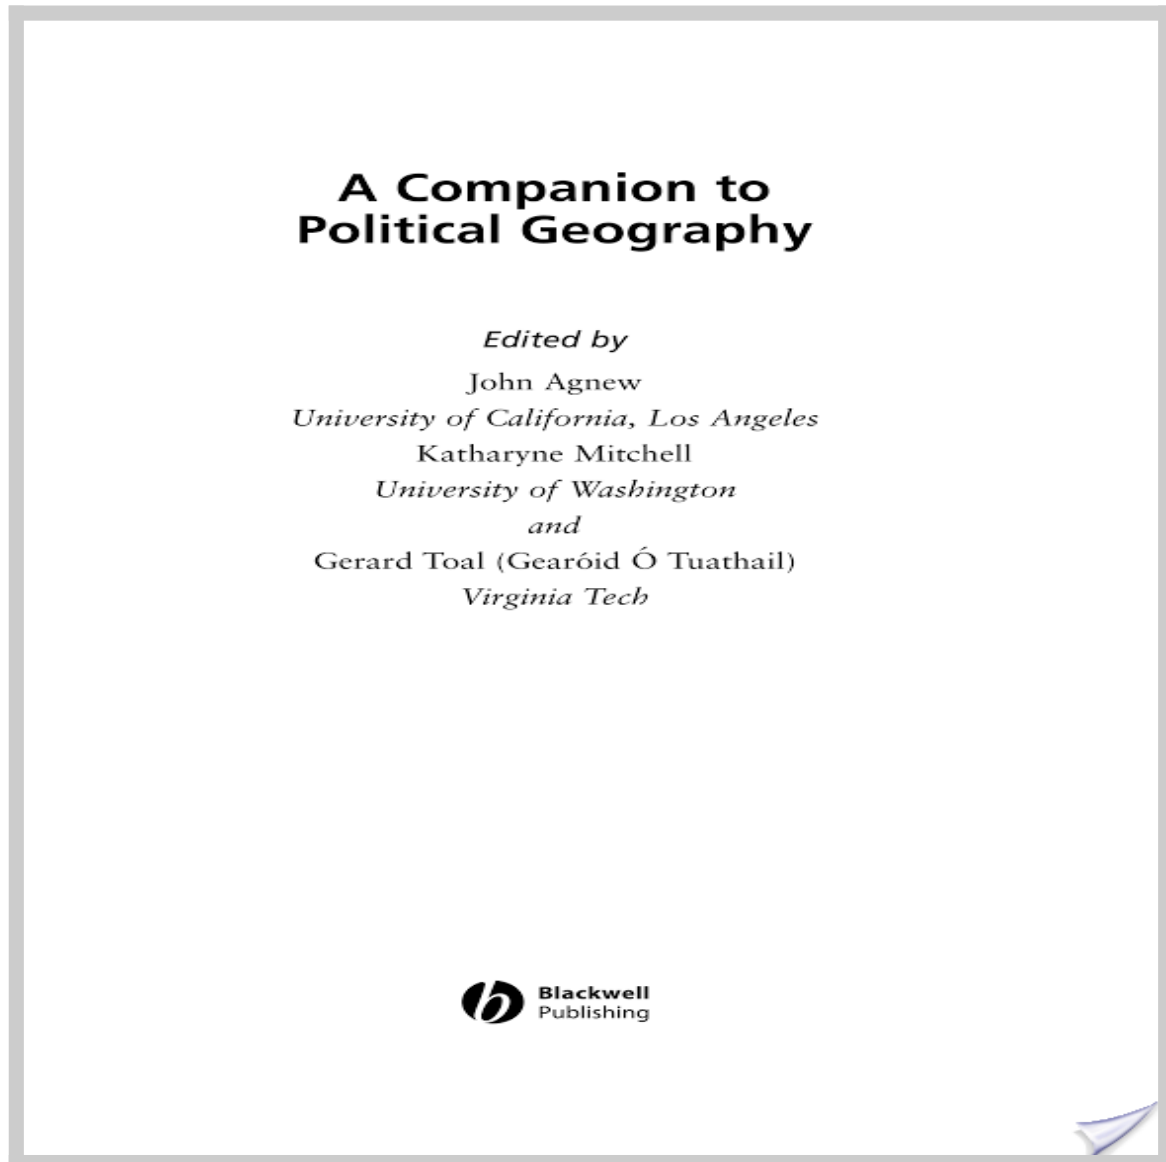 A Companion to
Political Geography
Edited by
John Agnew
University of California, Los Angeles
Katharyne Mitchell
University of Washington
and
Gerard Toal (Gearóid Ó Tuathail)
Virginia Tech
b
Blackwell
Publishing